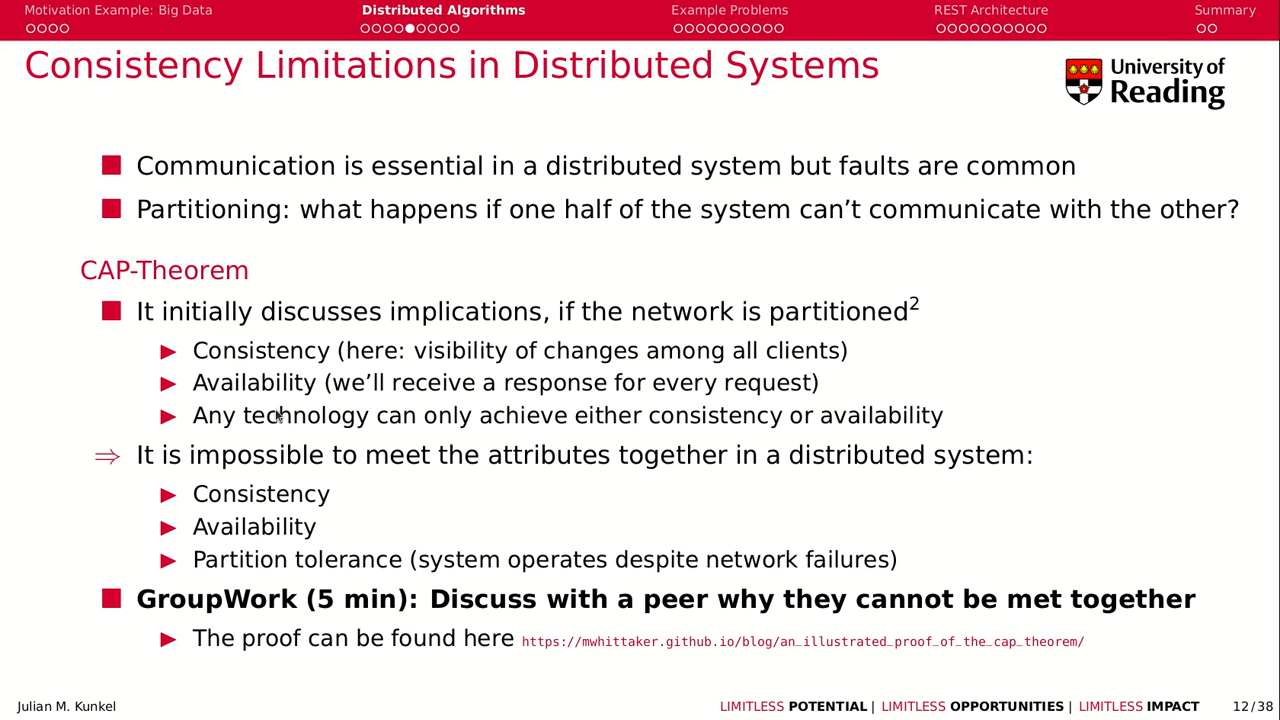 Motivation Example: Big Data Distributed Algorithms Example Problems REST Architecture Summary
Consistency Limitations in Distributed Systems
University of
Reading
Communication is essential in a distributed system but faults are common
Partitioning: what happens if one half of the system can’t communicate with the other?
CAP-Theorem
It initially discusses implications, if the network is partitioned2
Consistency (here: visibility of changes among all clients)
Availability (we’ll receive a response for every request)
Any technology can only achieve either consistency or availability
⇒ It is impossible to meet the attributes together in a distributed system:
Consistency
Availability
Partition tolerance (system operates despite network failures)
GroupWork (5 min): Discuss with a peer why they cannot be met together
The proof can be found here https://mwhittaker.github.io/blog/an_illustrated_proof_of_the_cap_theorem/
Julian M. Kunkel LIMITLESS POTENTIAL | LIMITLESS OPPORTUNITIES | LIMITLESS IMPACT 12/38